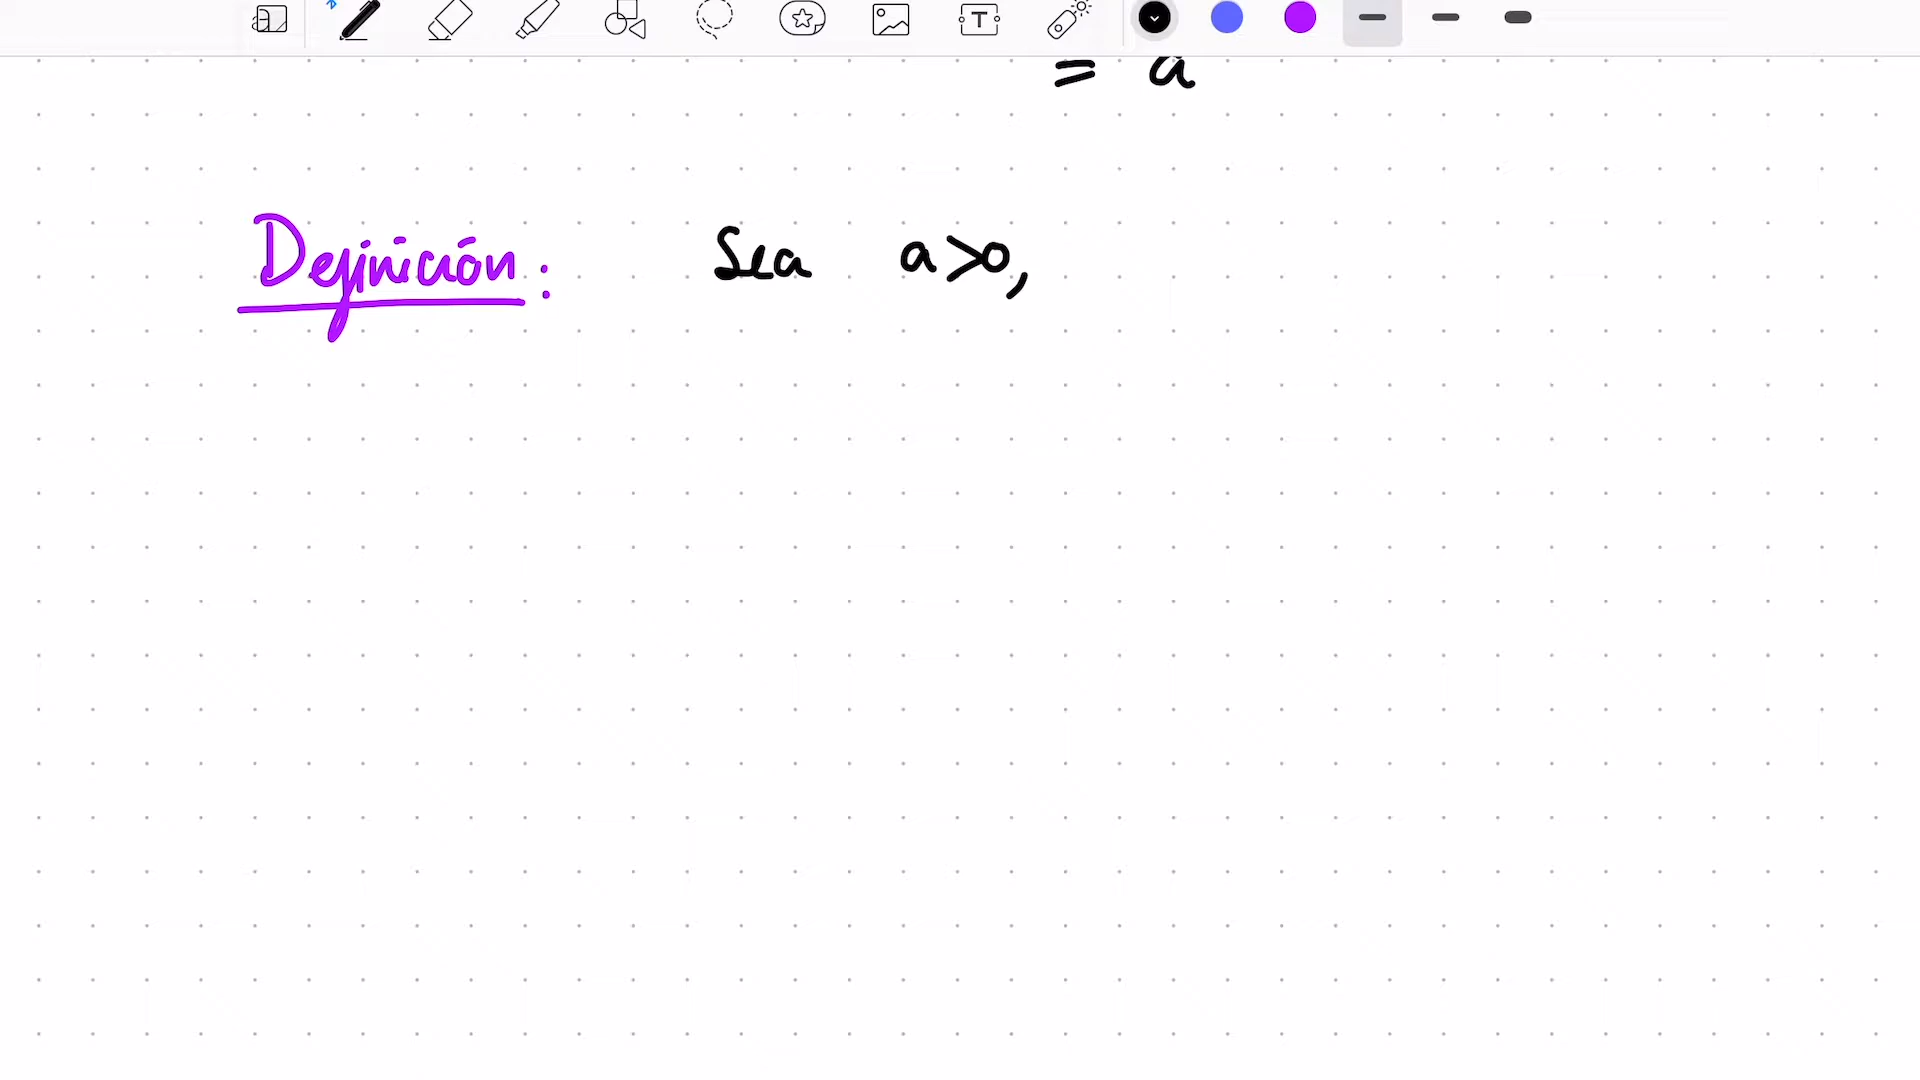 = a
Definición: Sea a>0,